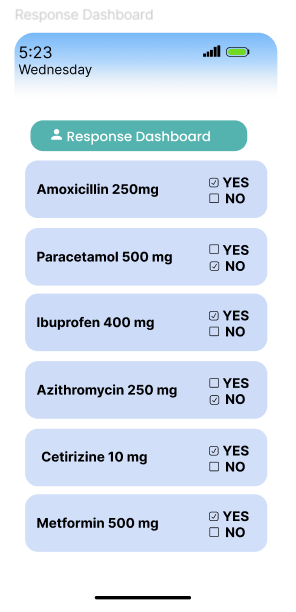 Response Dashboard
5:23
Wednesday
Response Dashboard
Amoxicillin 250mg
☑ YES
☐ NO
Paracetamol 500 mg
☐ YES
☑ NO
Ibuprofen 400 mg
☑ YES
☐ NO
Azithromycin 250 mg
☐ YES
☑ NO
Cetirizine 10 mg
☑ YES
☐ NO
Metformin 500 mg
☑ YES
☐ NO